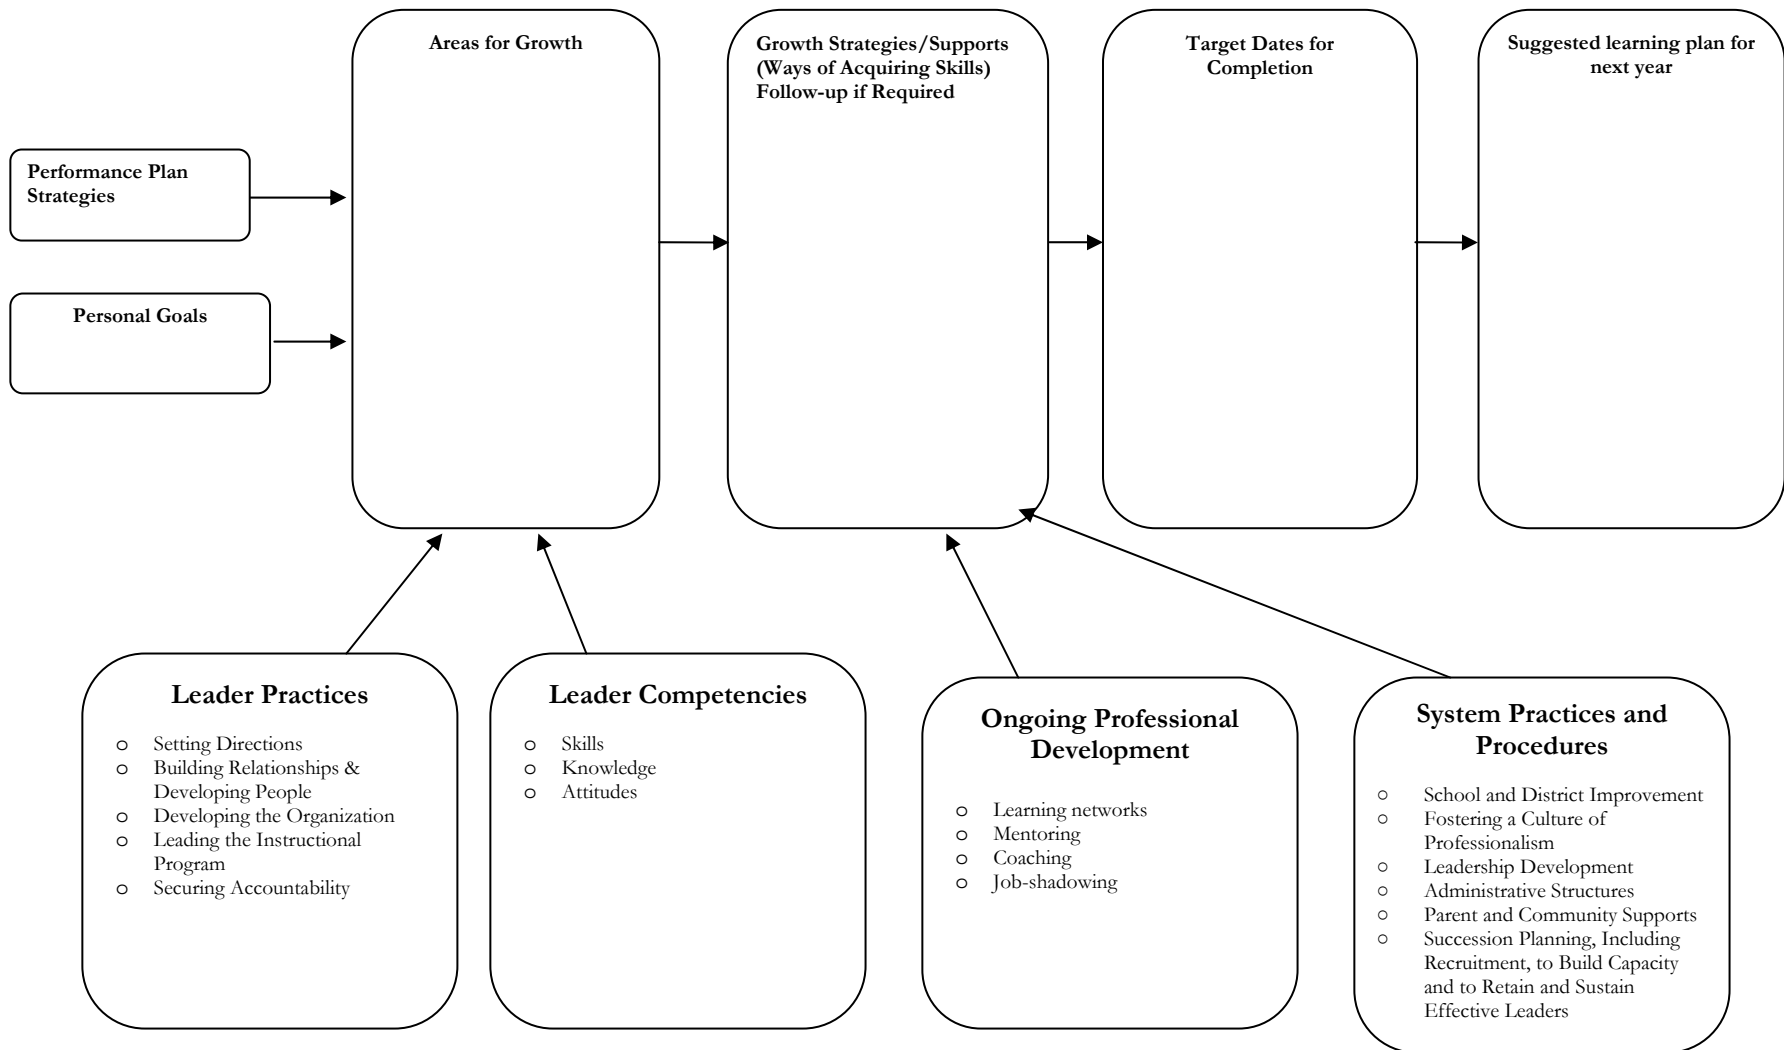 Areas for Growth
Growth Strategies/Supports
(Ways of Acquiring Skills)
Follow-up if Required
Target Dates for
Completion
Suggested learning plan for
next year
Performance Plan
Strategies
Personal Goals
Leader Practices
o Setting Directions
o Building Relationships &
Developing People
o Developing the Organization
o Leading the Instructional
Program
o Securing Accountability
Leader Competencies
o Skills
o Knowledge
o Attitudes
Ongoing Professional
Development
o Learning networks
o Mentoring
o Coaching
o Job-shadowing
System Practices and
Procedures
o School and District Improvement
o Fostering a Culture of
Professionalism
o Leadership Development
o Administrative Structures
o Parent and Community Supports
o Succession Planning, Including
Recruitment, to Build Capacity
and to Retain and Sustain
Effective Leaders